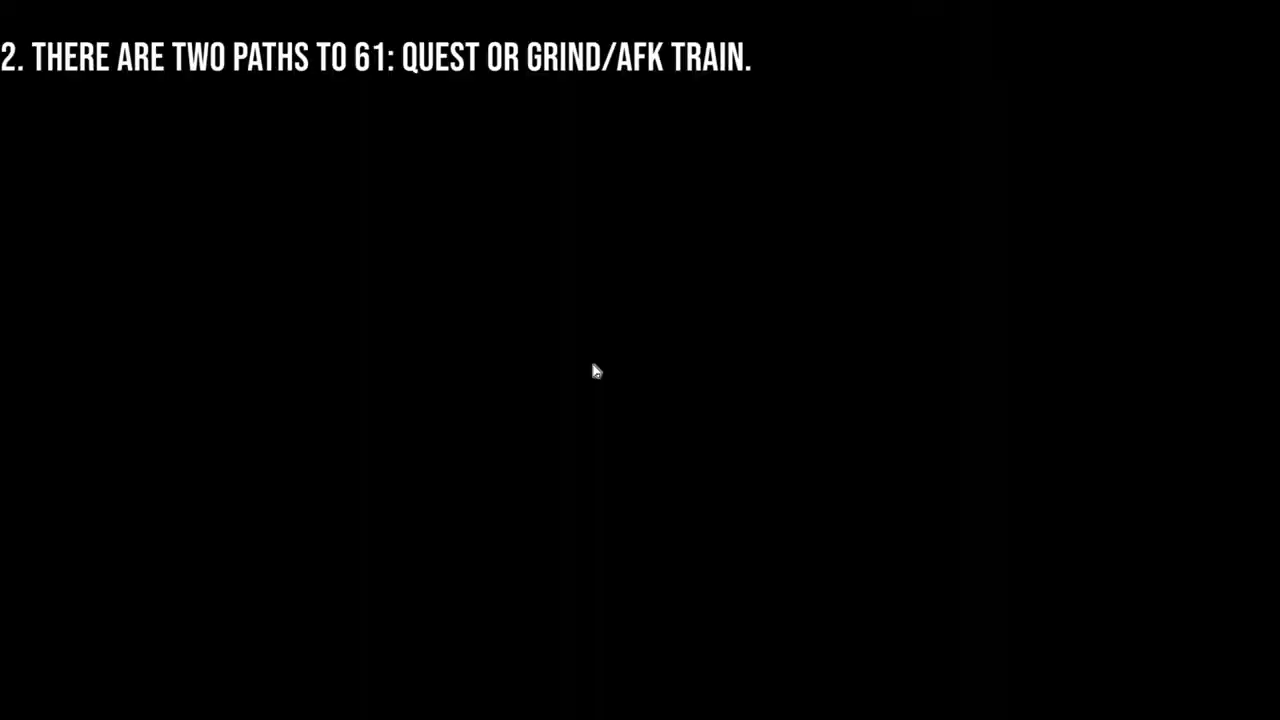 2. THERE ARE TWO PATHS TO 61: QUEST OR GRIND/AFK TRAIN.